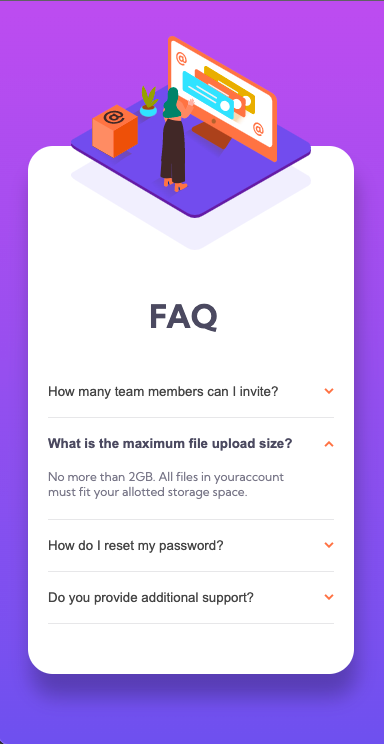 @
@
@
FAQ
How many team members can I invite?
What is the maximum file upload size?
No more than 2GB. All files in youraccount
must fit your allotted storage space.
How do I reset my password?
Do you provide additional support?